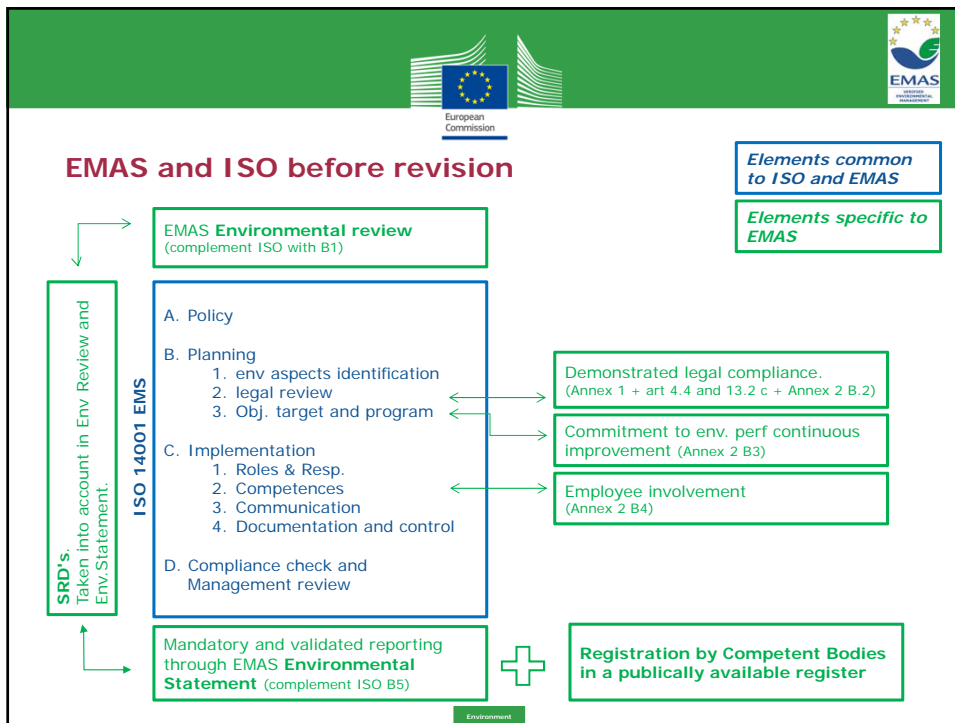 European
Commission
EMAS
VERIFIED
ENVIRONMENTAL
MANAGEMENT
EMAS and ISO before revision
Elements common
to ISO and EMAS
Elements specific to
EMAS
EMAS Environmental review
(complement ISO with B1)
SRD's.
Taken into account in Env Review and
Env.Statement.
ISO 14001 EMS
A. Policy
B. Planning
1. env aspects identification
2. legal review
3. Obj. target and program
C. Implementation
1. Roles & Resp.
2. Competences
3. Communication
4. Documentation and control
D. Compliance check and
Management review
Demonstrated legal compliance.
(Annex 1 + art 4.4 and 13.2 c + Annex 2 B.2)
Commitment to env. perf continuous
improvement (Annex 2 B3)
Employee involvement
(Annex 2 B4)
Mandatory and validated reporting
through EMAS Environmental
Statement (complement ISO B5)
Registration by Competent Bodies
in a publically available register
Environment